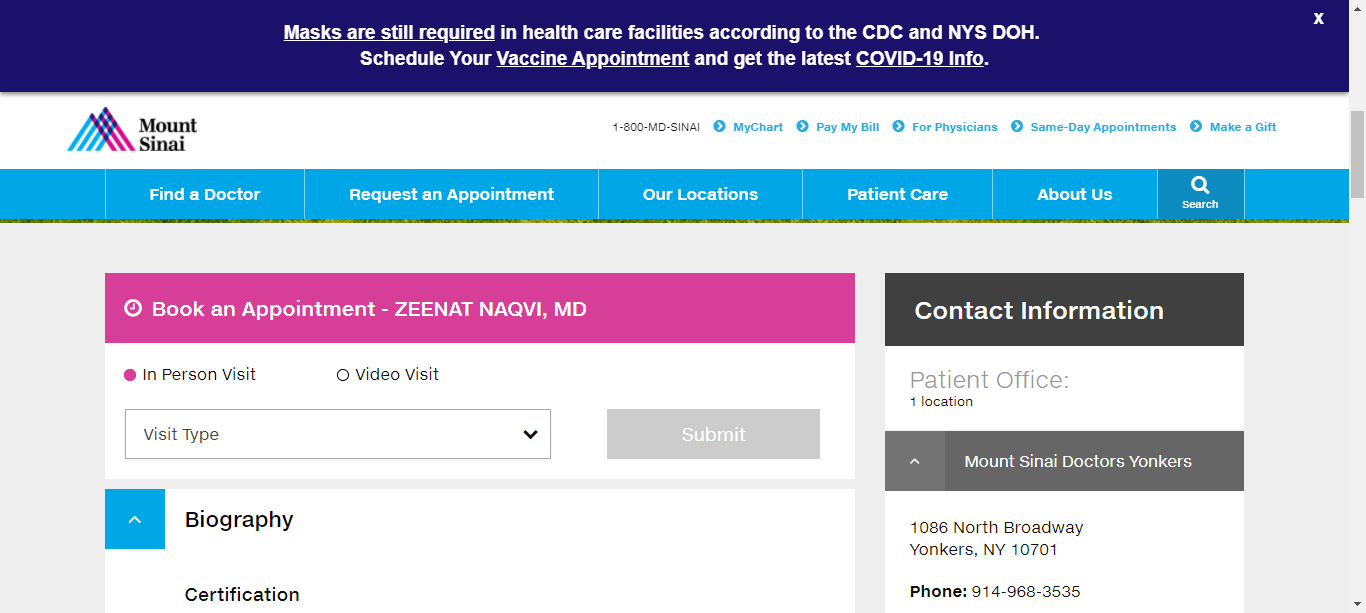 Masks are still required in health care facilities according to the CDC and NYS DOH.
Schedule Your Vaccine Appointment and get the latest COVID-19 Info.
X
Mount
Sinai
1-800-MD-SINAI MyChart Pay My Bill For Physicians Same-Day Appointments Make a Gift
Find a Doctor Request an Appointment Our Locations Patient Care About Us Search
Book an Appointment - ZEENAT NAQVI, MD
In Person Visit Video Visit
Visit Type Submit
Biography
Certification
Contact Information
Patient Office:
1 location
Mount Sinai Doctors Yonkers
1086 North Broadway
Yonkers, NY 10701
Phone: 914-968-3535